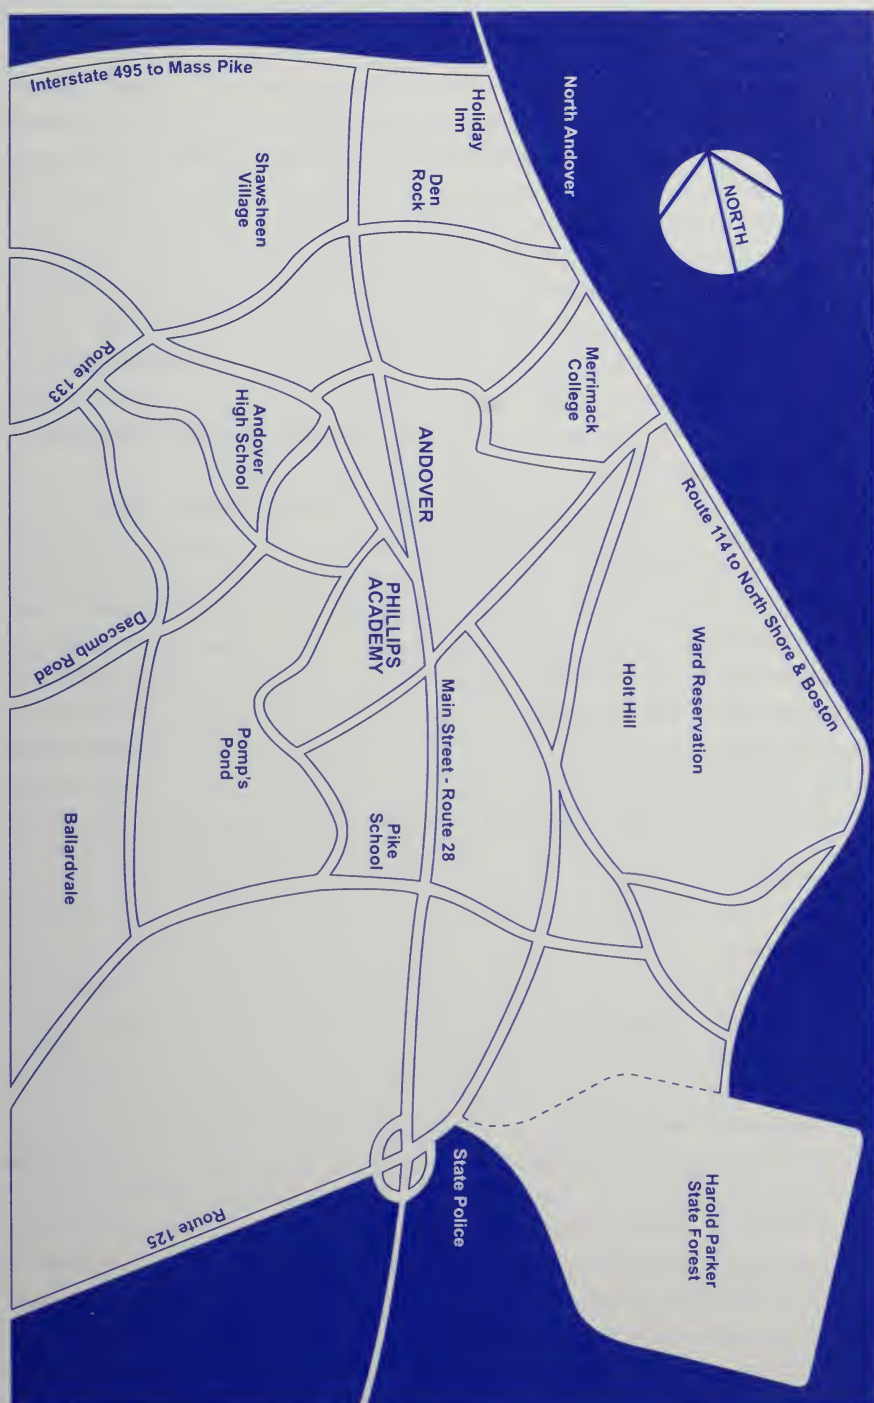 Interstate 495 to Mass Pike
North Andover
NORTH
Holiday
Inn
Den
Rock
Shawsheen
Village
Merrimack
College
Route 133
Andover
High School
ANDOVER
Route 114 to North Shore & Boston
Ward Reservation
Holt Hill
PHILLIPS
ACADEMY
Main Street - Route 28
Dascomb Road
Pomp's
Pond
Pike
School
Ballardvale
State Police
Harold Parker
State Forest
Route 125